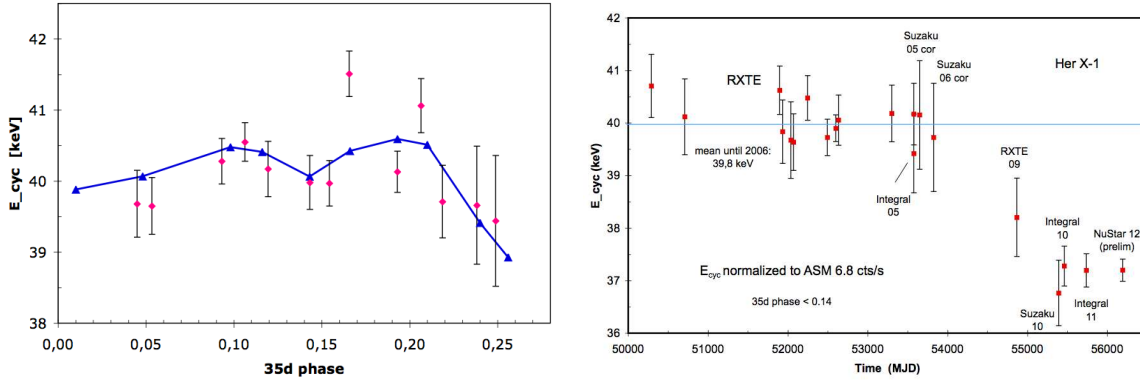 42
41
40
39
38
E_cyc [keV]
0,00
0,05
0,10
0,15
0,20
0,25
35d phase
42
41
40
39
38
37
36
E_cyc (keV)
Suzaku
05 cor
Suzaku
06 cor
Her X-1
RXTE
mean until 2006:
39,8 keV
Integral
05
RXTE
09
Integral
10
NuStar 12
(prelim)
E_cyc normalized to ASM 6.8 cts/s
35d phase < 0.14
Suzaku
10
Integral
11
50000
51000
52000
53000
54000
55000
56000
Time (MJD)